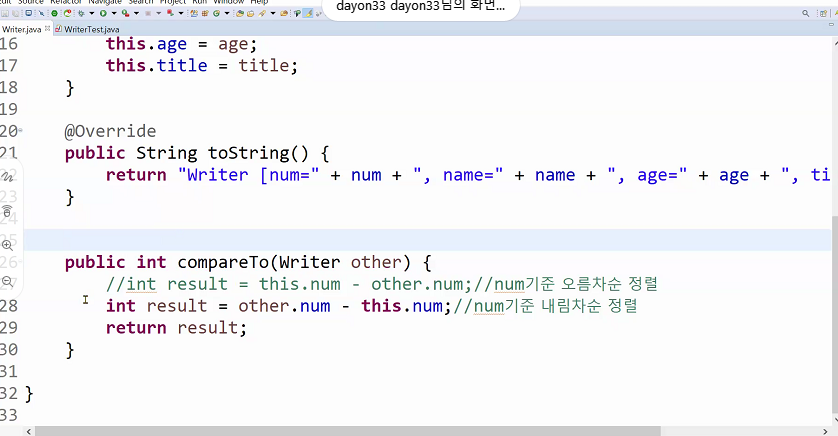 dayon33 dayon33님의 화면...
Source Refactor Navigate Search Project Run Window Help
Writer.java WriterTest.java
16 this.age = age;
17 this.title = title;
18 }
19
20 @Override
21 public String toString() {
return "Writer [num=" + num + ", name=" + name + ", age=" + age + ", ti
23 }
24
25
26 public int compareTo(Writer other) {
//int result = this.num - other.num;//num기준 오름차순 정렬
28 int result = other.num - this.num;//num기준 내림차순 정렬
29 return result;
30 }
31
32 }
33